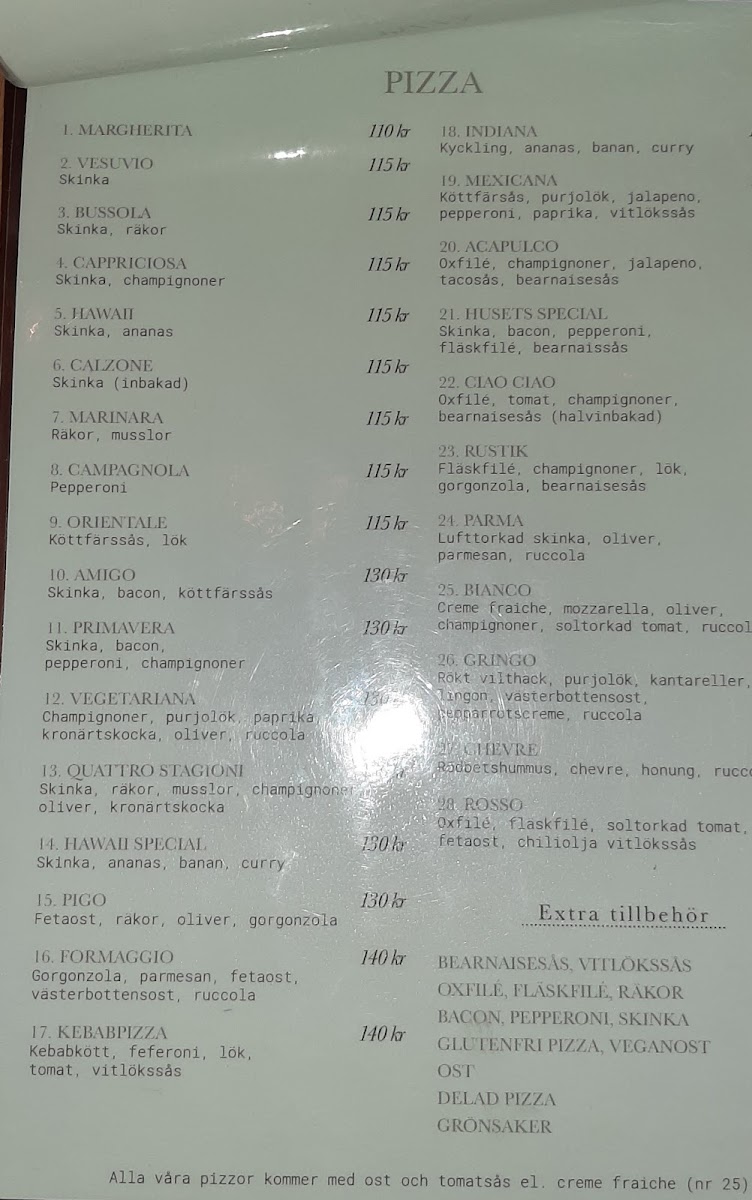 PIZZA
1. MARGHERITA 110 kr
2. VESUVIO 115 kr
Skinka
3. BUSSOLA 115 kr
Skinka, räkor
4. CAPPRICIOSA 115 kr
Skinka, champignoner
5. HAWAII 115 kr
Skinka, ananas
6. CALZONE 115 kr
Skinka (inbakad)
7. MARINARA 115 kr
Räkor, musslor
8. CAMPAGNOLA 115 kr
Pepperoni
9. ORIENTALE 115 kr
Köttfärssås, lök
10. AMIGO 130 kr
Skinka, bacon, köttfärssås
11. PRIMAVERA 130 kr
Skinka, bacon,
pepperoni, champignoner
12. VEGETARIANA 130
Champignoner, purjolök, paprika,
kronärtskocka, oliver, ruccola
13. QUATTRO STAGIONI
Skinka, räkor, musslor, champignoner
oliver, kronärtskocka
14. HAWAII SPECIAL 130 kr
Skinka, ananas, banan, curry
15. PIGO 130 kr
Fetaost, räkor, oliver, gorgonzola
16. FORMAGGIO 140 kr
Gorgonzola, parmesan, fetaost,
västerbottensost, ruccola
17. KEBABPIZZA 140 kr
Kebabkött, feferoni, lök,
tomat, vitlökssås
18. INDIANA
Kyckling, ananas, banan, curry
19. MEXICANA
Köttfärsås, purjolök, jalapeno,
pepperoni, paprika, vitlökssås
20. ACAPULCO
Oxfilé, champignoner, jalapeno,
tacosås, bearnaisesås
21. HUSETS SPECIAL
Skinka, bacon, pepperoni,
fläskfilé, bearnaissås
22. CIAO CIAO
Oxfilé, tomat, champignoner,
bearnaisesås (halvinbakad)
23. RUSTIK
Fläskfilé, champignoner, lök,
gorgonzola, bearnaisesås
24. PARMA
Lufttorkad skinka, oliver,
parmesan, ruccola
25. BIANCO
Creme fraiche, mozzarella, oliver,
champignoner, soltorkad tomat, ruccol
26. GRINGO
Rökt vilthack, purjolök, kantareller,
lingon, västerbottensost,
pepparrotscreme, ruccola
27. CHEVRE
Rödbetshummus, chevre, honung, rucco
28. ROSSO
Oxfilé, fläskfilé, soltorkad tomat,
fetaost, chiliolja vitlökssås
Extra tillbehör
BEARNAISESÅS, VITLÖKSSÅS
OXFILÉ, FLÄSKFILÉ, RÄKOR
BACON, PEPPERONI, SKINKA
GLUTENFRI PIZZA, VEGANOST
OST
DELAD PIZZA
GRÖNSAKER
Alla våra pizzor kommer med ost och tomatsås el. creme fraiche (nr 25)